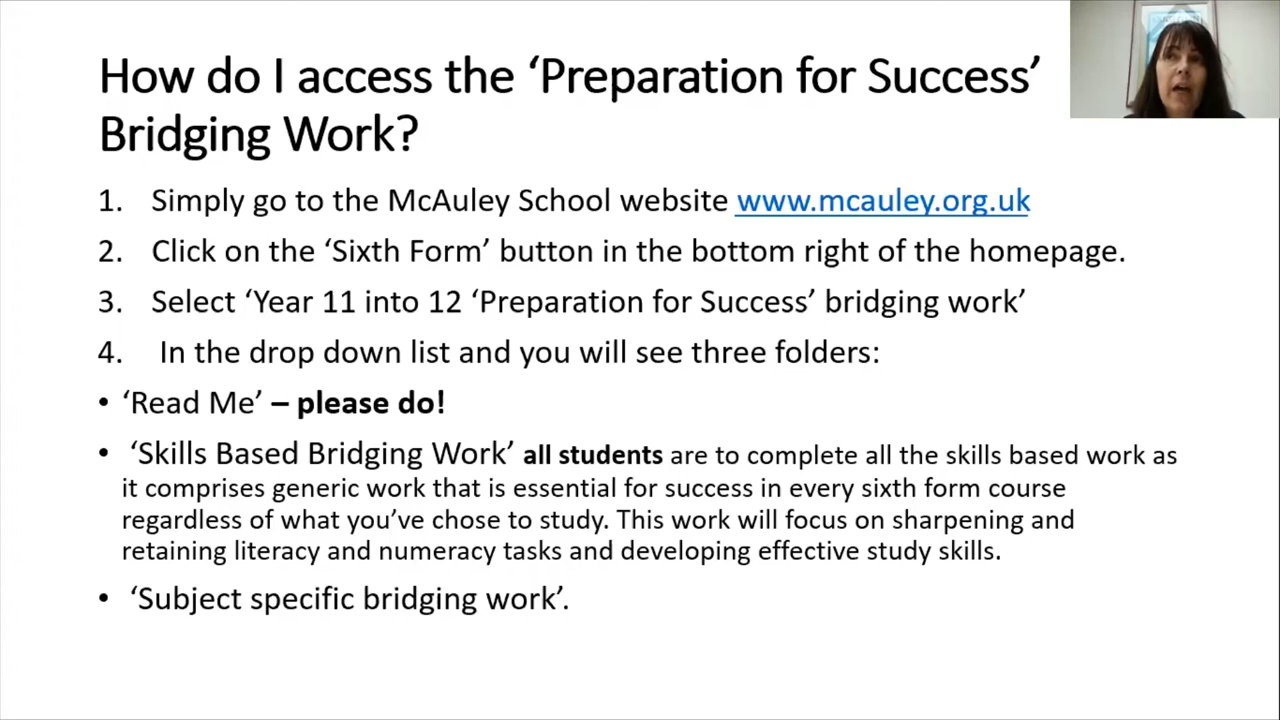 How do I access the ‘Preparation for Success’
Bridging Work?
1. Simply go to the McAuley School website www.mcauley.org.uk
2. Click on the ‘Sixth Form’ button in the bottom right of the homepage.
3. Select ‘Year 11 into 12 ‘Preparation for Success’ bridging work’
4. In the drop down list and you will see three folders:
• ‘Read Me’ – please do!
• ‘Skills Based Bridging Work’ all students are to complete all the skills based work as
it comprises generic work that is essential for success in every sixth form course
regardless of what you’ve chose to study. This work will focus on sharpening and
retaining literacy and numeracy tasks and developing effective study skills.
• ‘Subject specific bridging work’.